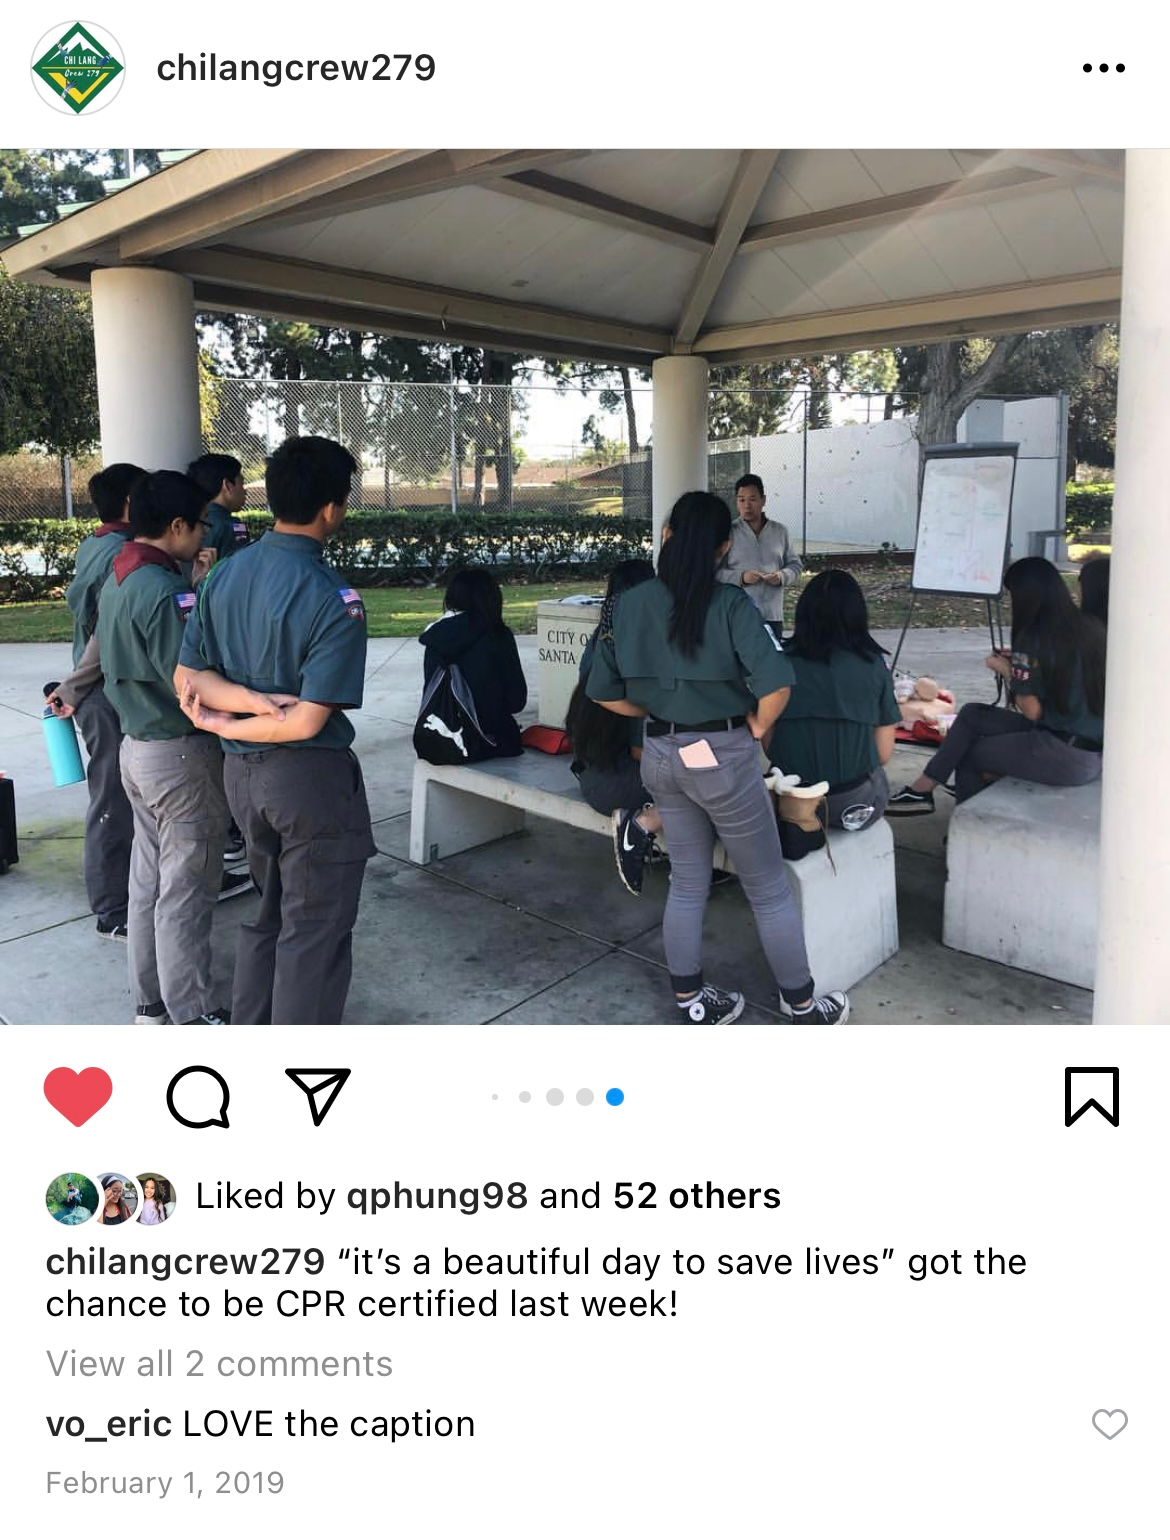 CHI LANG
Crew 279
chilangcrew279
CITY O
SANTA
Liked by qphung98 and 52 others
chilangcrew279 “it’s a beautiful day to save lives” got the
chance to be CPR certified last week!
View all 2 comments
vo_eric LOVE the caption
February 1, 2019